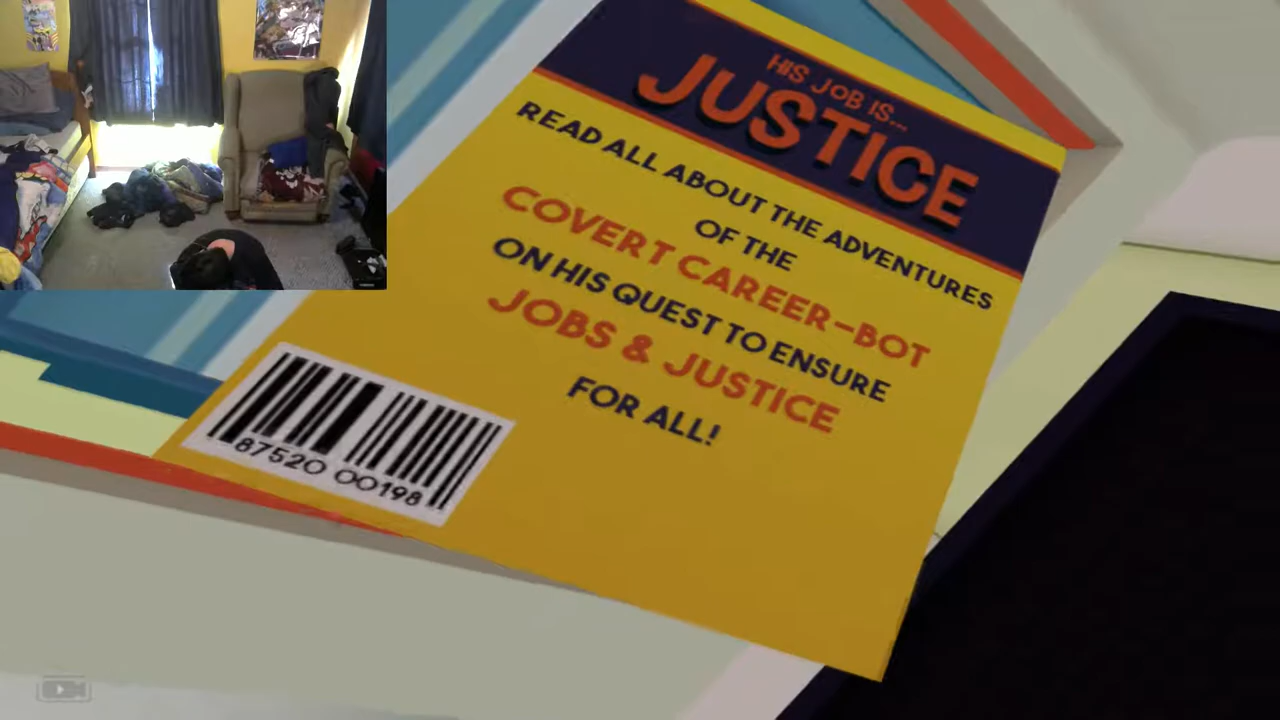 HIS JOB IS...
JUSTICE
READ ALL ABOUT THE ADVENTURES
OF THE
COVERT CAREER-BOT
ON HIS QUEST TO ENSURE
JOBS & JUSTICE
FOR ALL!
87520 00198